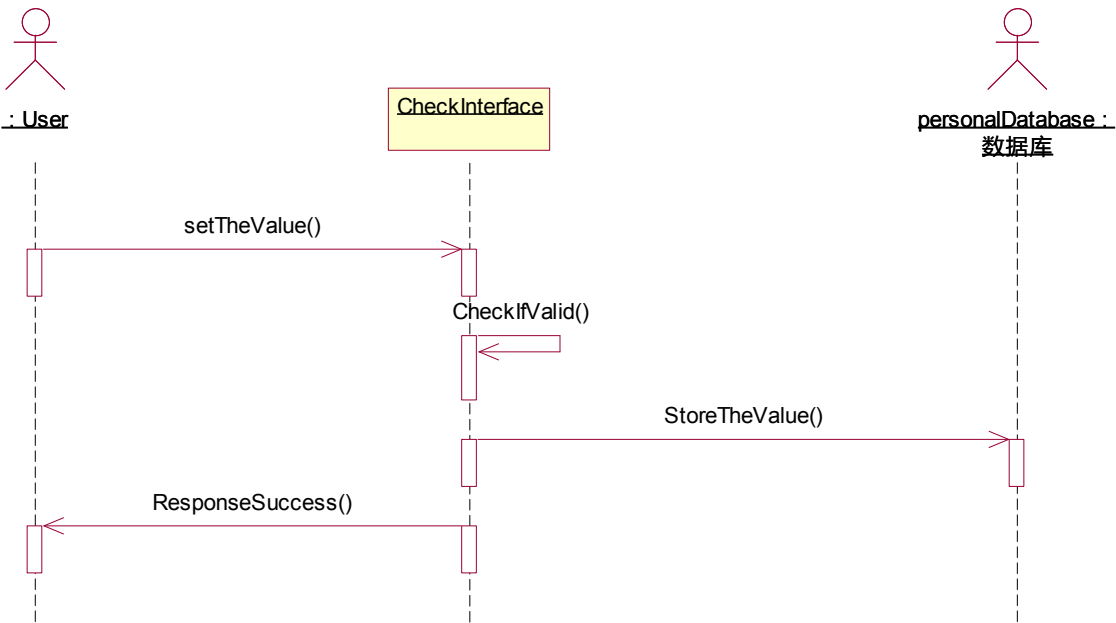 : User
CheckInterface
personalDatabase :
数据库
setTheValue()
CheckIfValid()
StoreTheValue()
ResponseSuccess()